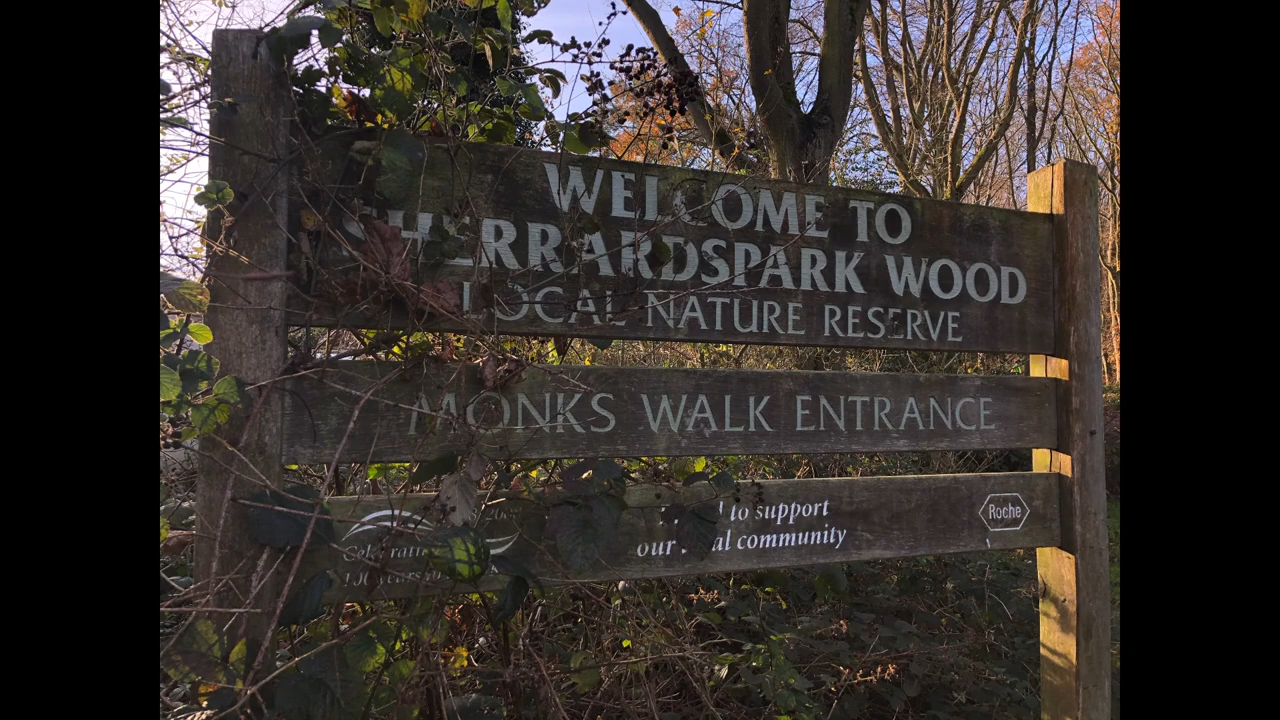 WELCOME TO
SHERRARDSPARK WOOD
LOCAL NATURE RESERVE
MONKS WALK ENTRANCE
to support
our local community
Roche